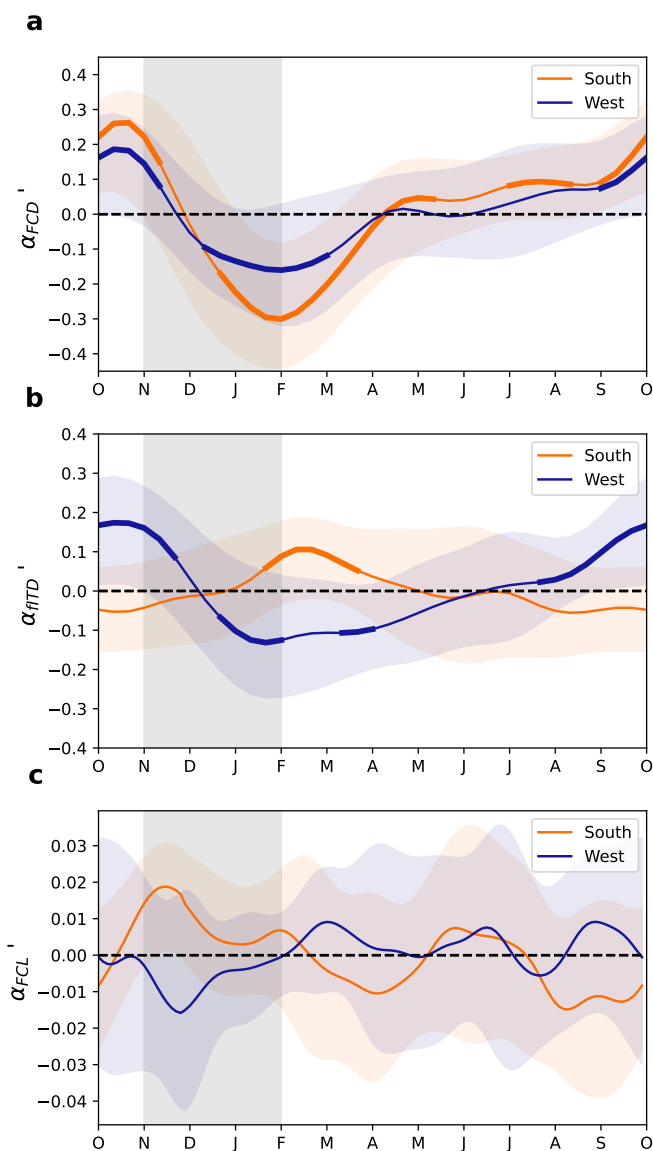 a
South
West
0.4
0.3
0.2
0.1
0.0
−0.1
−0.2
−0.3
−0.4
α_FCD '
O N D J F M A M J J A S O
b
South
West
0.4
0.3
0.2
0.1
0.0
−0.1
−0.2
−0.3
−0.4
α_flTD '
O N D J F M A M J J A S O
c
South
West
0.03
0.02
0.01
0.00
−0.01
−0.02
−0.03
−0.04
α_FCL '
O N D J F M A M J J A S O